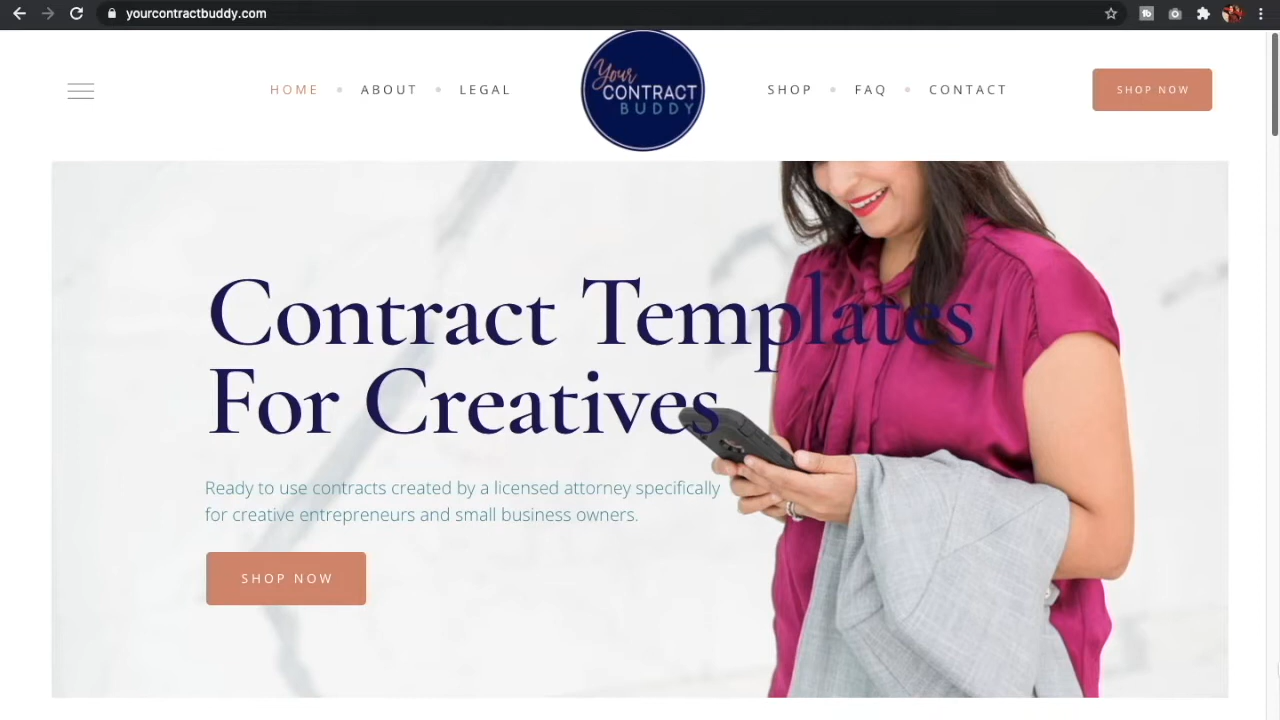 yourcontractbuddy.com
HOME
ABOUT
LEGAL
Your
CONTRACT
BUDDY
SHOP
FAQ
CONTACT
SHOP NOW
Contract Templates
For Creatives
Ready to use contracts created by a licensed attorney specifically
for creative entrepreneurs and small business owners.
SHOP NOW